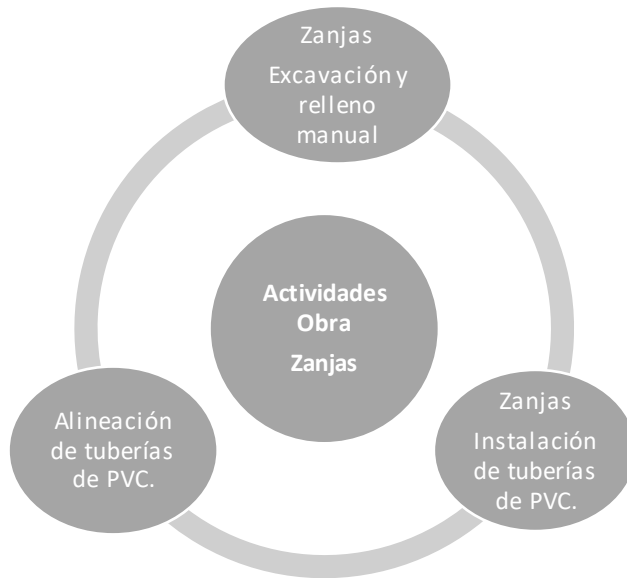 Zanjas
Excavación y
relleno
manual
Actividades
Obra
Zanjas
Alineación
de tuberías
de PVC.
Zanjas
Instalación
de tuberías
de PVC.